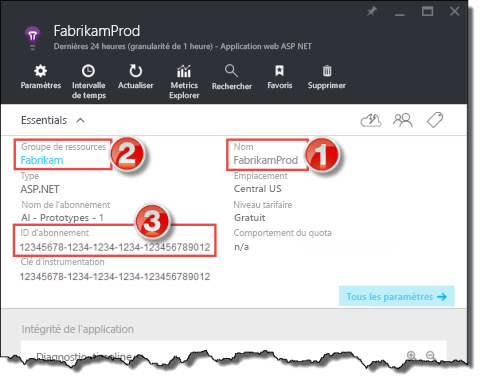 FabrikamProd
Dernières 24 heures (granularité de 1 heure) - Application web ASP NET
Paramètres
Intervalle de temps
Actualiser
Metrics Explorer
Rechercher
Favoris
Supprimer
Essentials
Groupe de ressources
Fabrikam
2
Nom
FabrikamProd
1
Type
ASP.NET
Emplacement
Central US
Nom de l'abonnement
AI - Prototypes - 1
Niveau tarifaire
Gratuit
3
ID d'abonnement
12345678-1234-1234-1234-123456789012
Comportement du quota
n/a
Clé d'instrumentation
12345678-1234-1234-1234-123456789012
Tous les paramètres
Intégrité de l'application